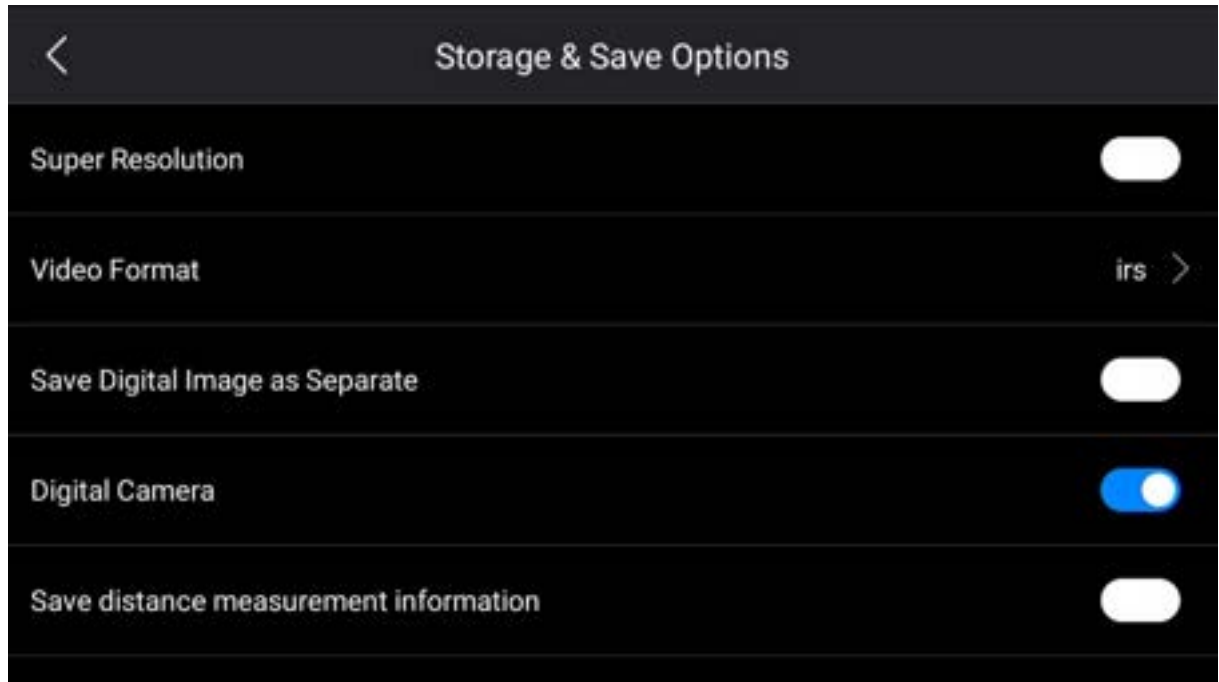 Storage & Save Options
Super Resolution
Video Format irs
Save Digital Image as Separate
Digital Camera
Save distance measurement information